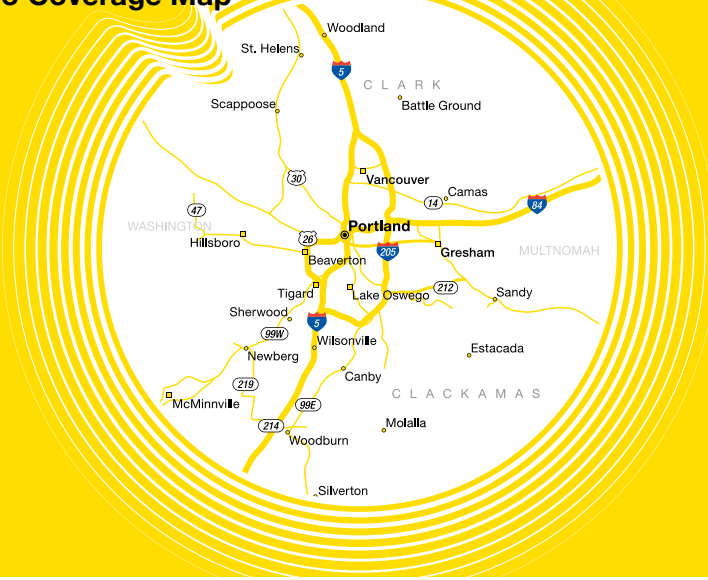 Coverage Map
Woodland
St. Helens
5
CLARK
Scappoose
Battle Ground
30
Vancouver
Camas
14
84
47
WASHINGTON
Portland
26
Hillsboro
205
Gresham
MULTNOMAH
Beaverton
Tigard
Lake Oswego
212
Sandy
Sherwood
5
99W
Wilsonville
Newberg
Estacada
Canby
219
CLACKAMAS
McMinnville
99E
214
Molalla
Woodburn
Silverton